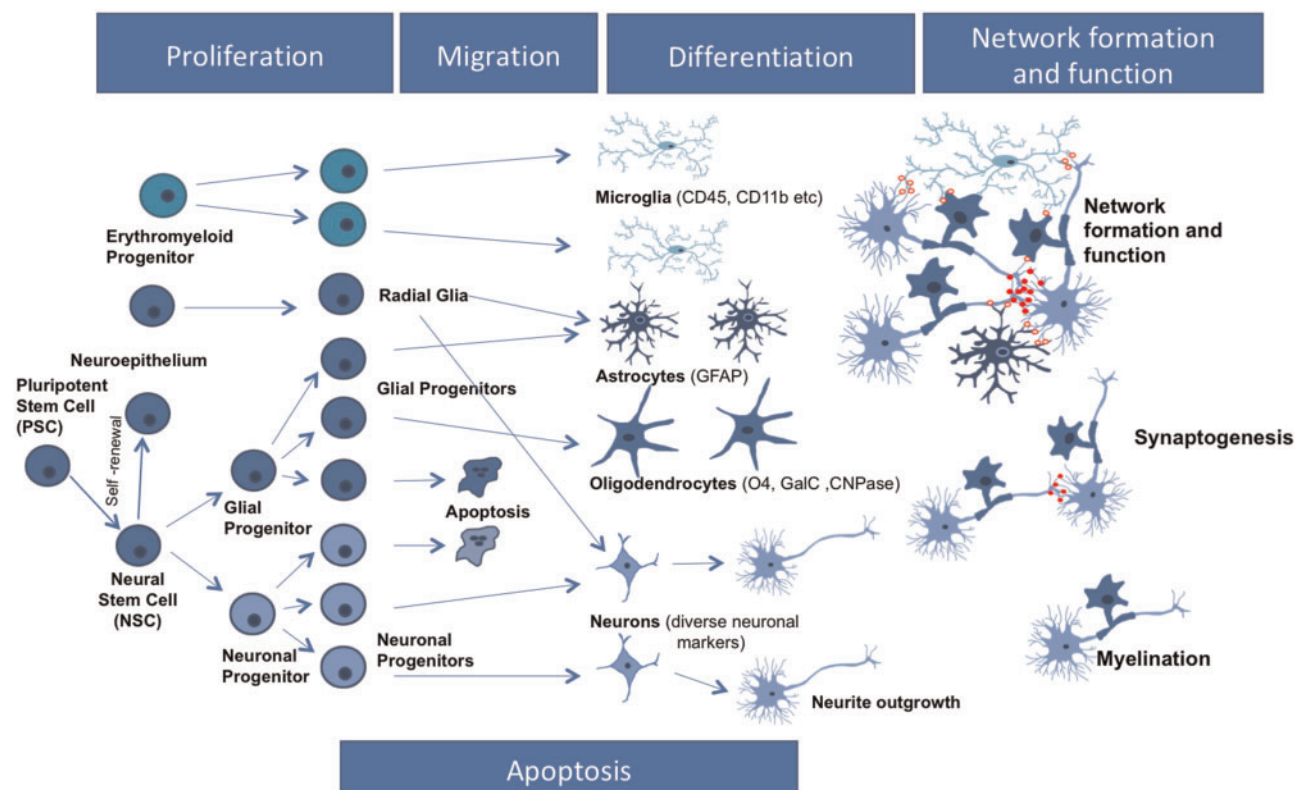 Proliferation
Migration
Differentiation
Network formation
and function
Erythromyeloid
Progenitor
Microglia (CD45, CD11b etc)
Network
formation and
function
Radial Glia
Neuroepithelium
Pluripotent
Stem Cell
(PSC)
Self -renewal
Glial Progenitors
Astrocytes (GFAP)
Synaptogenesis
Oligodendrocytes (O4, GalC ,CNPase)
Glial
Progenitor
Apoptosis
Neural
Stem Cell
(NSC)
Neuronal
Progenitor
Neuronal
Progenitors
Neurons (diverse neuronal
markers)
Neurite outgrowth
Myelination
Apoptosis